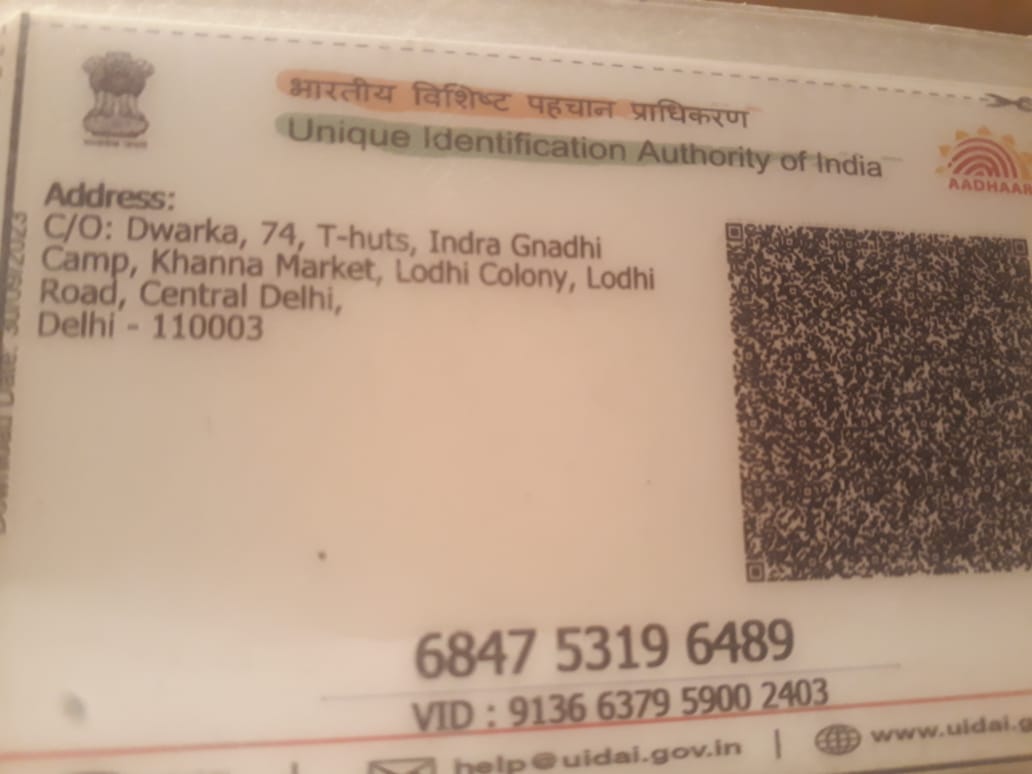 भारतीय विशिष्ट पहचान प्राधिकरण
Unique Identification Authority of India
AADHAAR
Address:
C/O: Dwarka, 74, T-huts, Indra Gnadhi
Camp, Khanna Market, Lodhi Colony, Lodhi
Road, Central Delhi,
Delhi - 110003
6847 5319 6489
VID : 9136 6379 5900 2403
help@uidai.gov.in | www.uidai.g